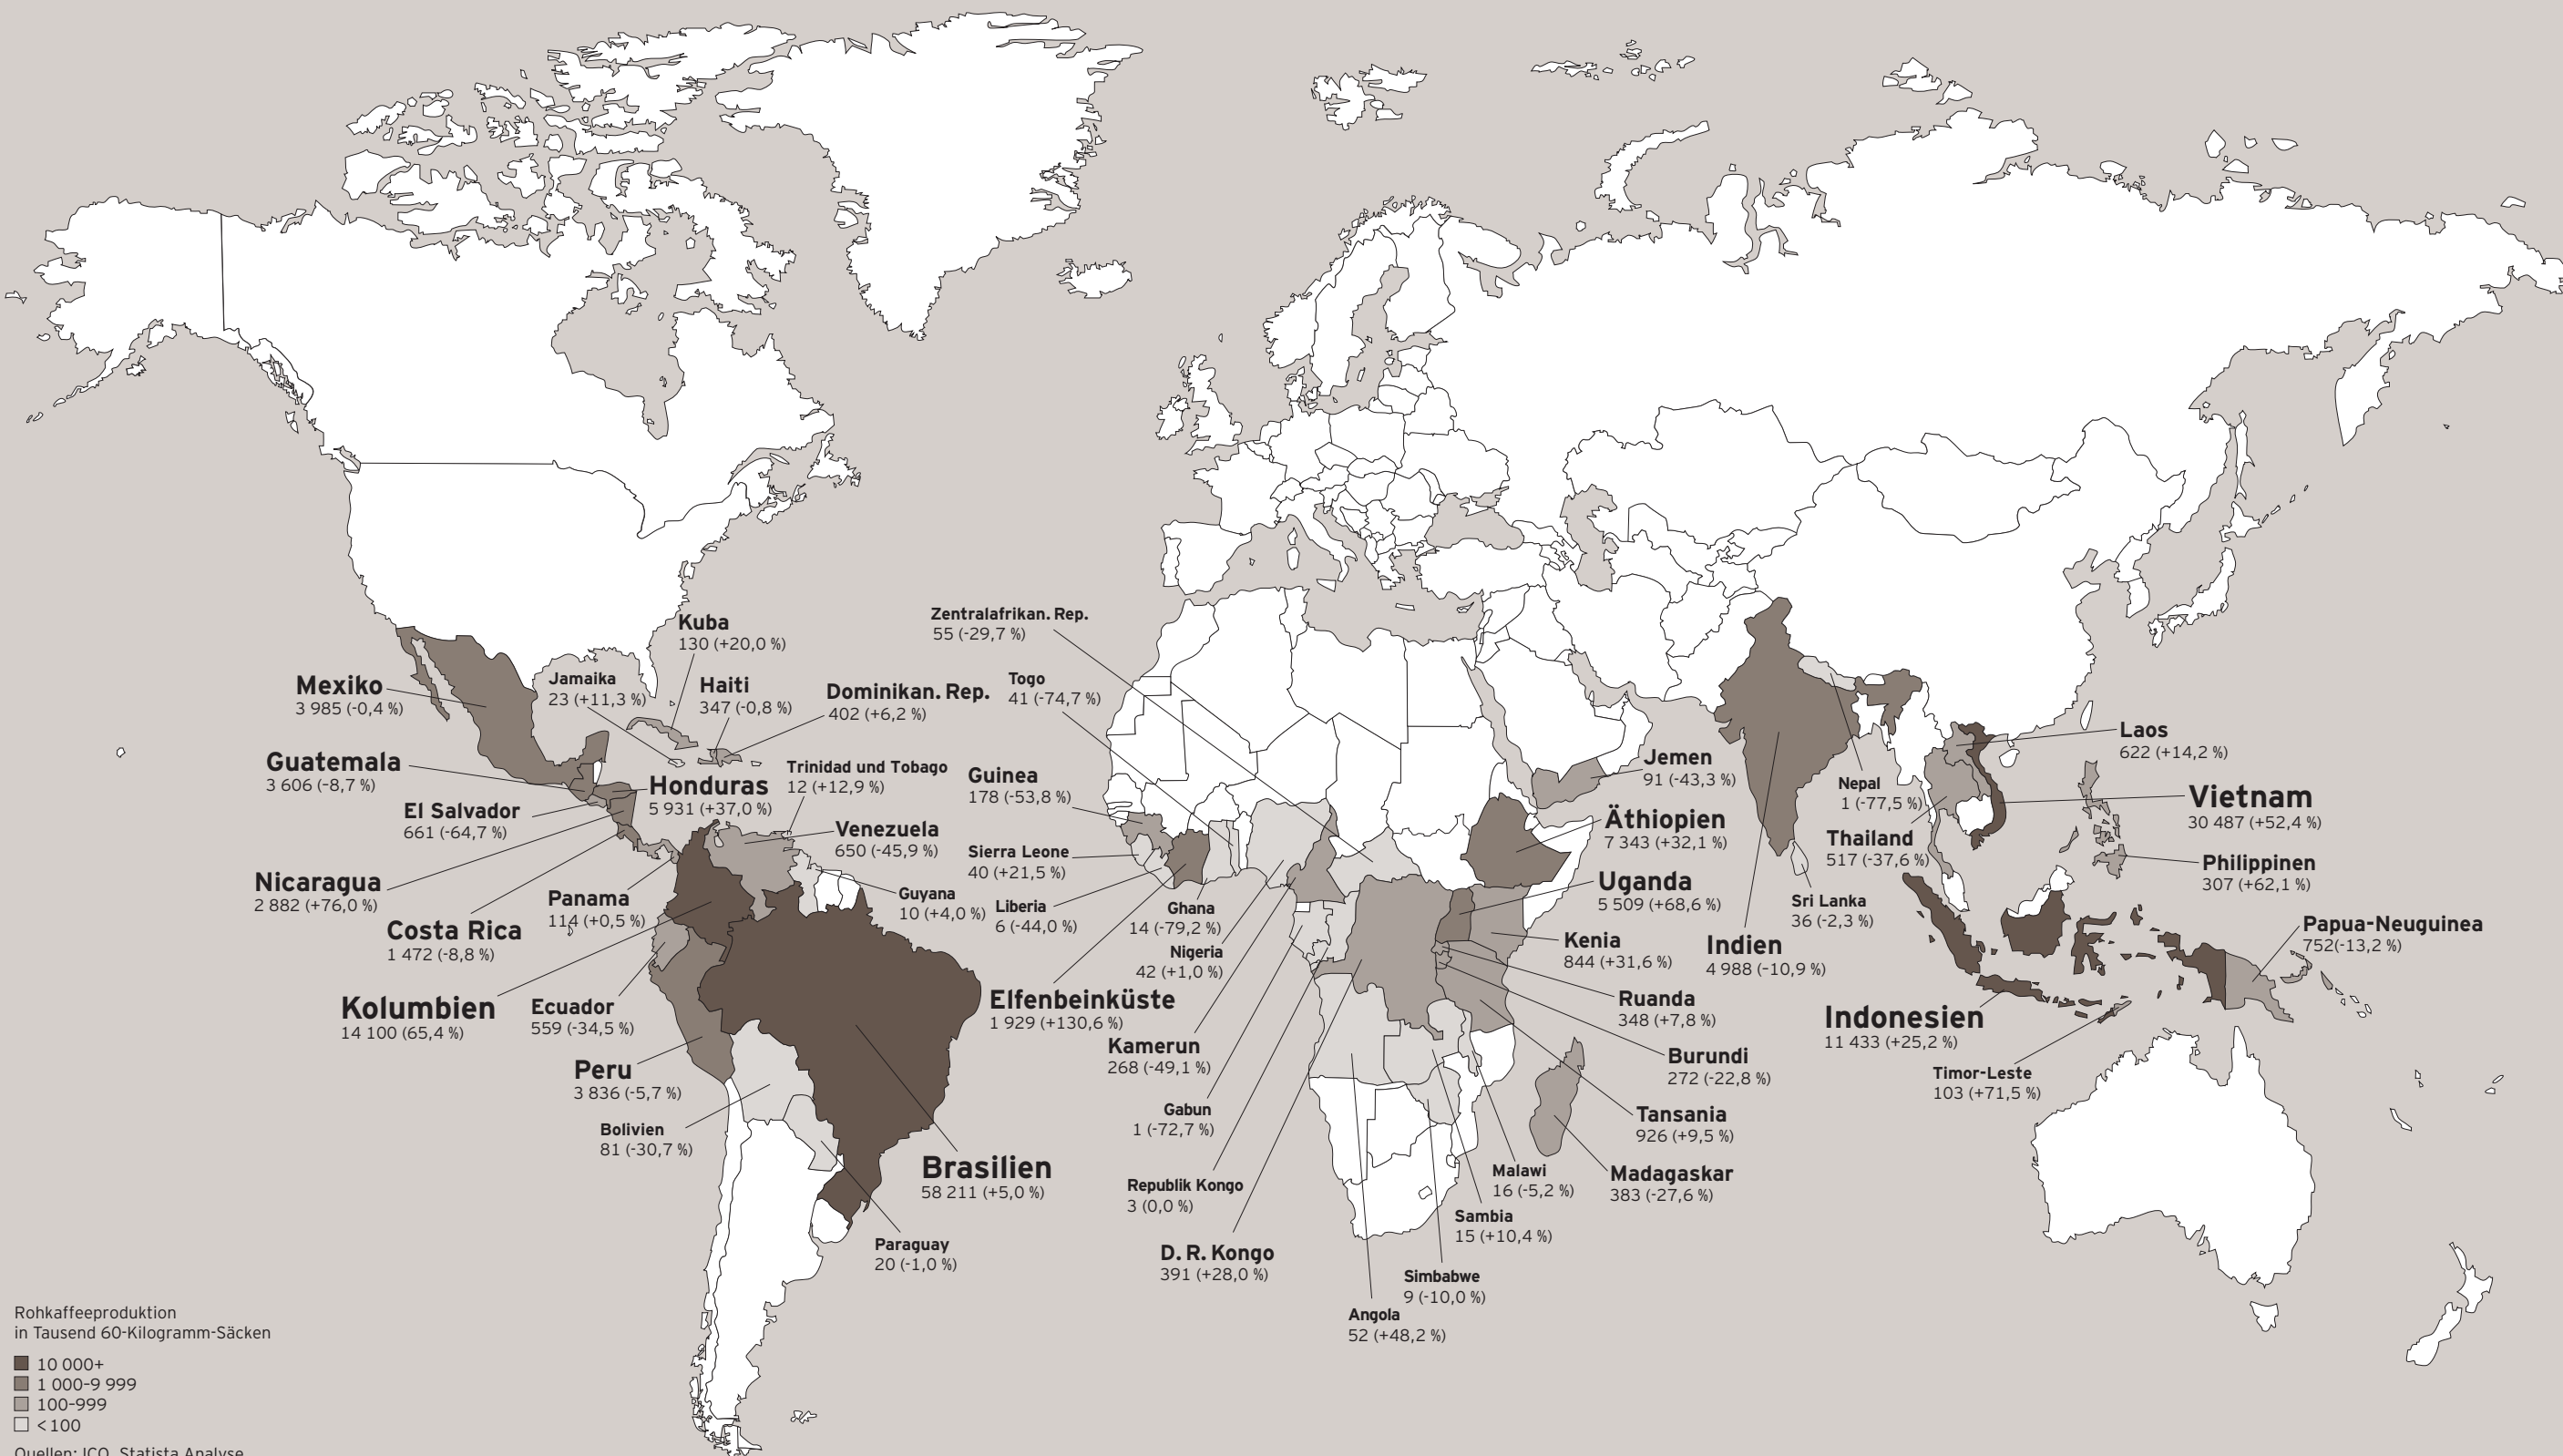 Kuba
130 (+20,0 %)
Zentralafrikan. Rep.
55 (-29,7 %)
Mexiko
3 985 (-0,4 %)
Jamaika
23 (+11,3 %)
Haiti
347 (-0,8 %)
Dominikan. Rep.
402 (+6,2 %)
Togo
41 (-74,7 %)
Guatemala
3 606 (-8,7 %)
El Salvador
661 (-64,7 %)
Honduras
5 931 (+37,0 %)
Trinidad und Tobago
12 (+12,9 %)
Venezuela
650 (-45,9 %)
Guyana
10 (+4,0 %)
Nicaragua
2 882 (+76,0 %)
Costa Rica
1 472 (-8,8 %)
Panama
114 (+0,5 %)
Kolumbien
14 100 (65,4 %)
Ecuador
559 (-34,5 %)
Peru
3 836 (-5,7 %)
Bolivien
81 (-30,7 %)
Brasilien
58 211 (+5,0 %)
Paraguay
20 (-1,0 %)
Guinea
178 (-53,8 %)
Sierra Leone
40 (+21,5 %)
Liberia
6 (-44,0 %)
Ghana
14 (-79,2 %)
Nigeria
42 (+1,0 %)
Elfenbeinküste
1 929 (+130,6 %)
Kamerun
268 (-49,1 %)
Gabun
1 (-72,7 %)
Republik Kongo
3 (0,0 %)
D. R. Kongo
391 (+28,0 %)
Angola
52 (+48,2 %)
Simbabwe
9 (-10,0 %)
Sambia
15 (+10,4 %)
Malawi
16 (-5,2 %)
Madagaskar
383 (-27,6 %)
Tansania
926 (+9,5 %)
Burundi
272 (-22,8 %)
Ruanda
348 (+7,8 %)
Kenia
844 (+31,6 %)
Uganda
5 509 (+68,6 %)
Äthiopien
7 343 (+32,1 %)
Jemen
91 (-43,3 %)
Indien
4 988 (-10,9 %)
Nepal
1 (-77,5 %)
Sri Lanka
36 (-2,3 %)
Thailand
517 (-37,6 %)
Laos
622 (+14,2 %)
Vietnam
30 487 (+52,4 %)
Philippinen
307 (+62,1 %)
Papua-Neuguinea
752(-13,2 %)
Indonesien
11 433 (+25,2 %)
Timor-Leste
103 (+71,5 %)
Rohkaffeeproduktion
in Tausend 60-Kilogramm-Säcken
10 000+
1 000–9 999
100–999
< 100
Quellen: ICO, Statista Analyse